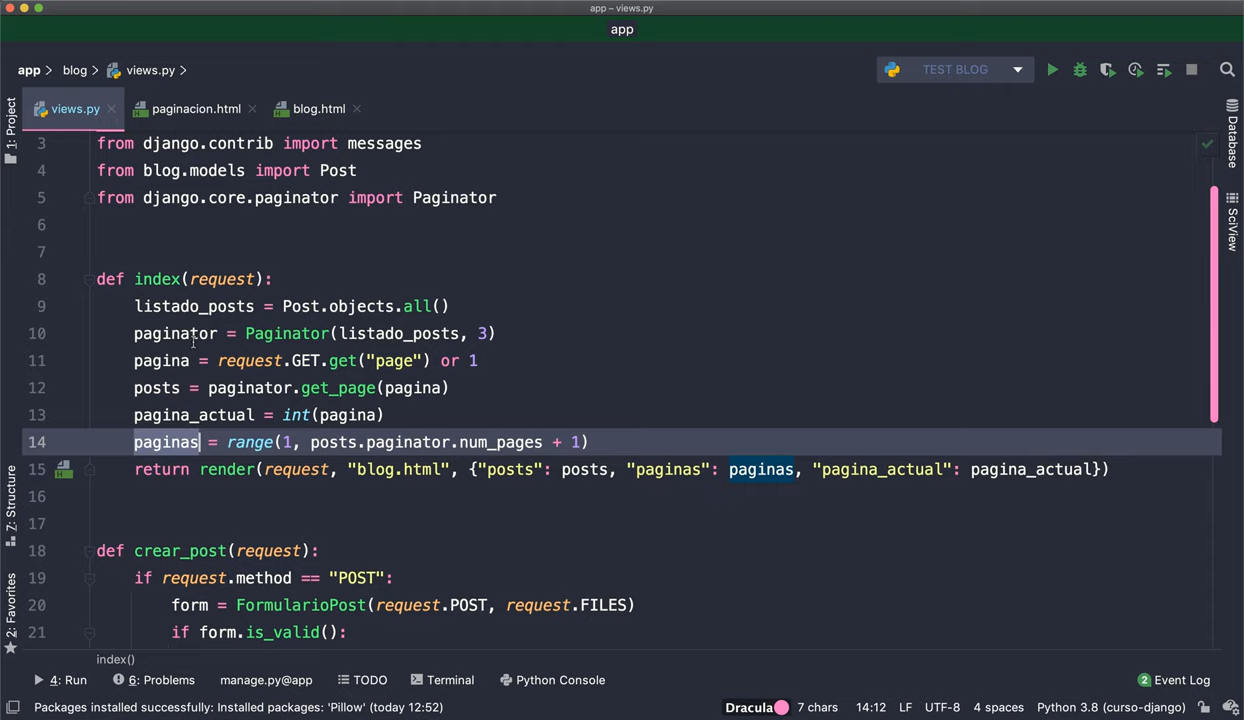 app – views.py
app
app blog views.py
TEST BLOG
views.py paginacion.html blog.html
1: Project
Database
SciView
7: Structure
2: Favorites
3 from django.contrib import messages
4 from blog.models import Post
5 from django.core.paginator import Paginator
6
7
8 def index(request):
9 listado_posts = Post.objects.all()
10 paginator = Paginator(listado_posts, 3)
11 pagina = request.GET.get("page") or 1
12 posts = paginator.get_page(pagina)
13 pagina_actual = int(pagina)
14 paginas = range(1, posts.paginator.num_pages + 1)
15 return render(request, "blog.html", {"posts": posts, "paginas": paginas, "pagina_actual": pagina_actual})
16
17
18 def crear_post(request):
19 if request.method == "POST":
20 form = FormularioPost(request.POST, request.FILES)
21 if form.is_valid():
index()
4: Run 6: Problems manage.py@app TODO Terminal Python Console 2 Event Log
Packages installed successfully: Installed packages: 'Pillow' (today 12:52) Dracula 7 chars 14:12 LF UTF-8 4 spaces Python 3.8 (curso-django)